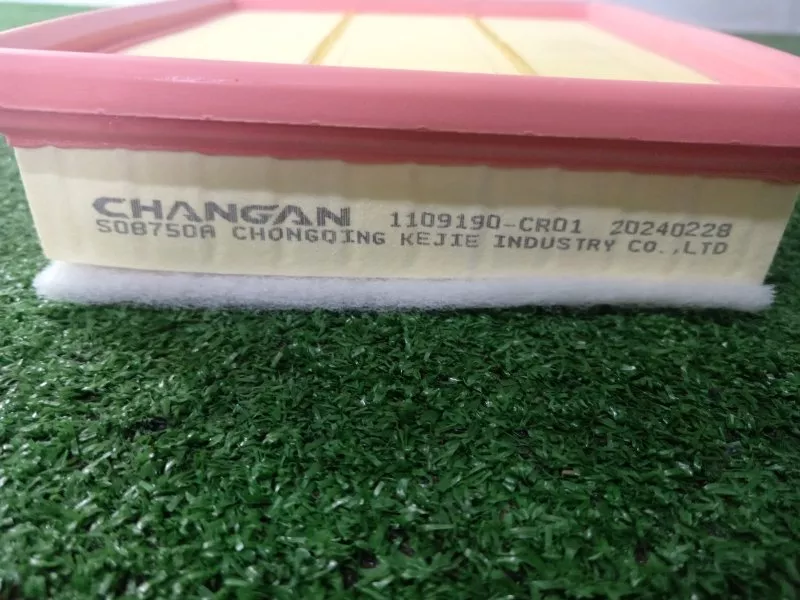 CHANGAN 1109190-CR01 20240228
S08750A CHONGQING KEJIE INDUSTRY CO.,LTD